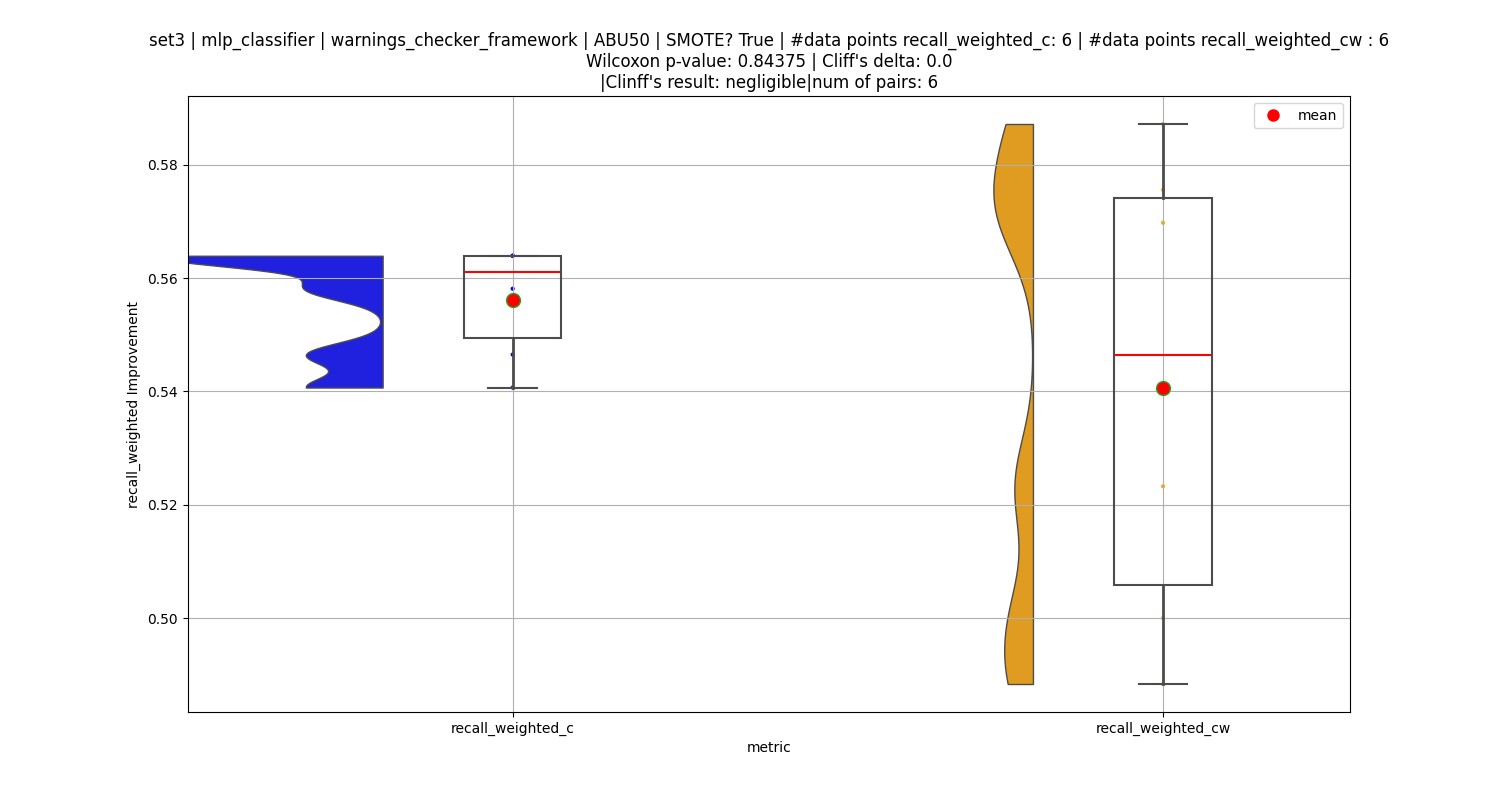 set3 | mlp_classifier | warnings_checker_framework | ABU50 | SMOTE? True | #data points recall_weighted_c: 6 | #data points recall_weighted_cw : 6
Wilcoxon p-value: 0.84375 | Cliff's delta: 0.0
|Clinff's result: negligible|num of pairs: 6
mean
0.58
0.56
0.54
0.52
0.50
recall_weighted Improvement
recall_weighted_c
recall_weighted_cw
metric